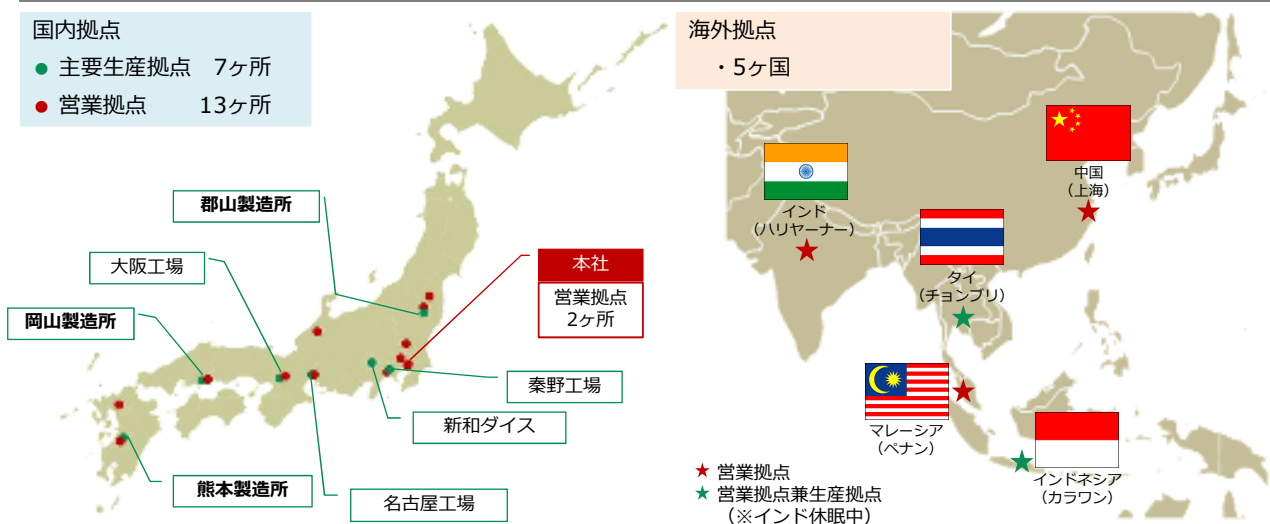 国内拠点
● 主要生産拠点 7ヶ所
● 営業拠点 13ヶ所
郡山製造所
大阪工場
岡山製造所
本社
営業拠点
2ヶ所
秦野工場
新和ダイス
熊本製造所
名古屋工場
海外拠点
・5ヶ国
中国
（上海）
インド
（ハリヤーナー）
タイ
（チョンブリ）
マレーシア
（ペナン）
インドネシア
（カラワン）
★ 営業拠点
★ 営業拠点兼生産拠点
（※インド休眠中）